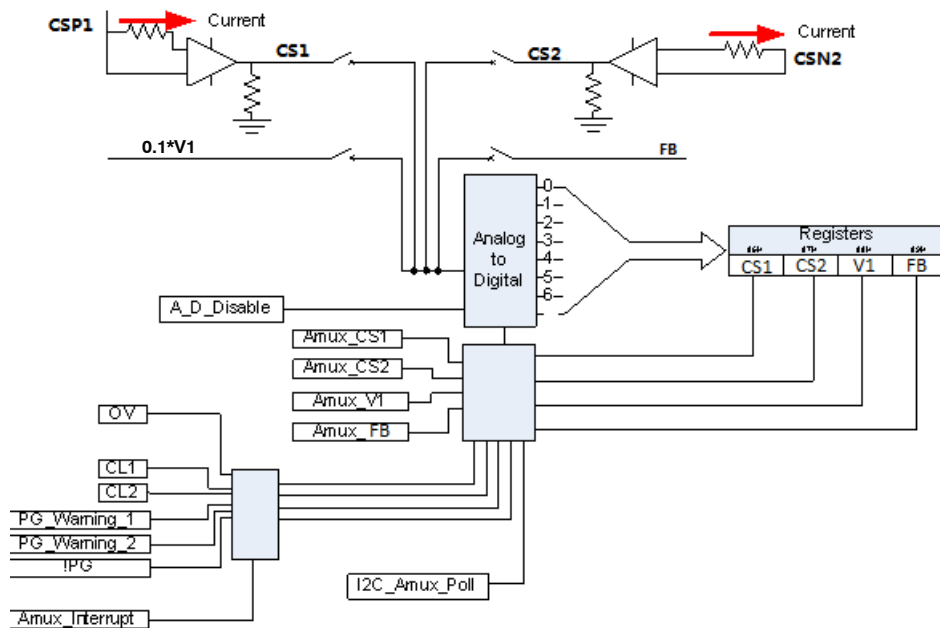 CSP1
Current
CS1
CS2
Current
CSN2
0.1*V1
FB
Analog
to
Digital
0
1
2
3
4
5
6
Registers
CS1 CS2 V1 FB
A_D_Disable
Amux_CS1
Amux_CS2
Amux_V1
Amux_FB
OV
CL1
CL2
PG_Warning_1
PG_Warning_2
!PG
I2C_Amux_Poll
Amux_Interrupt